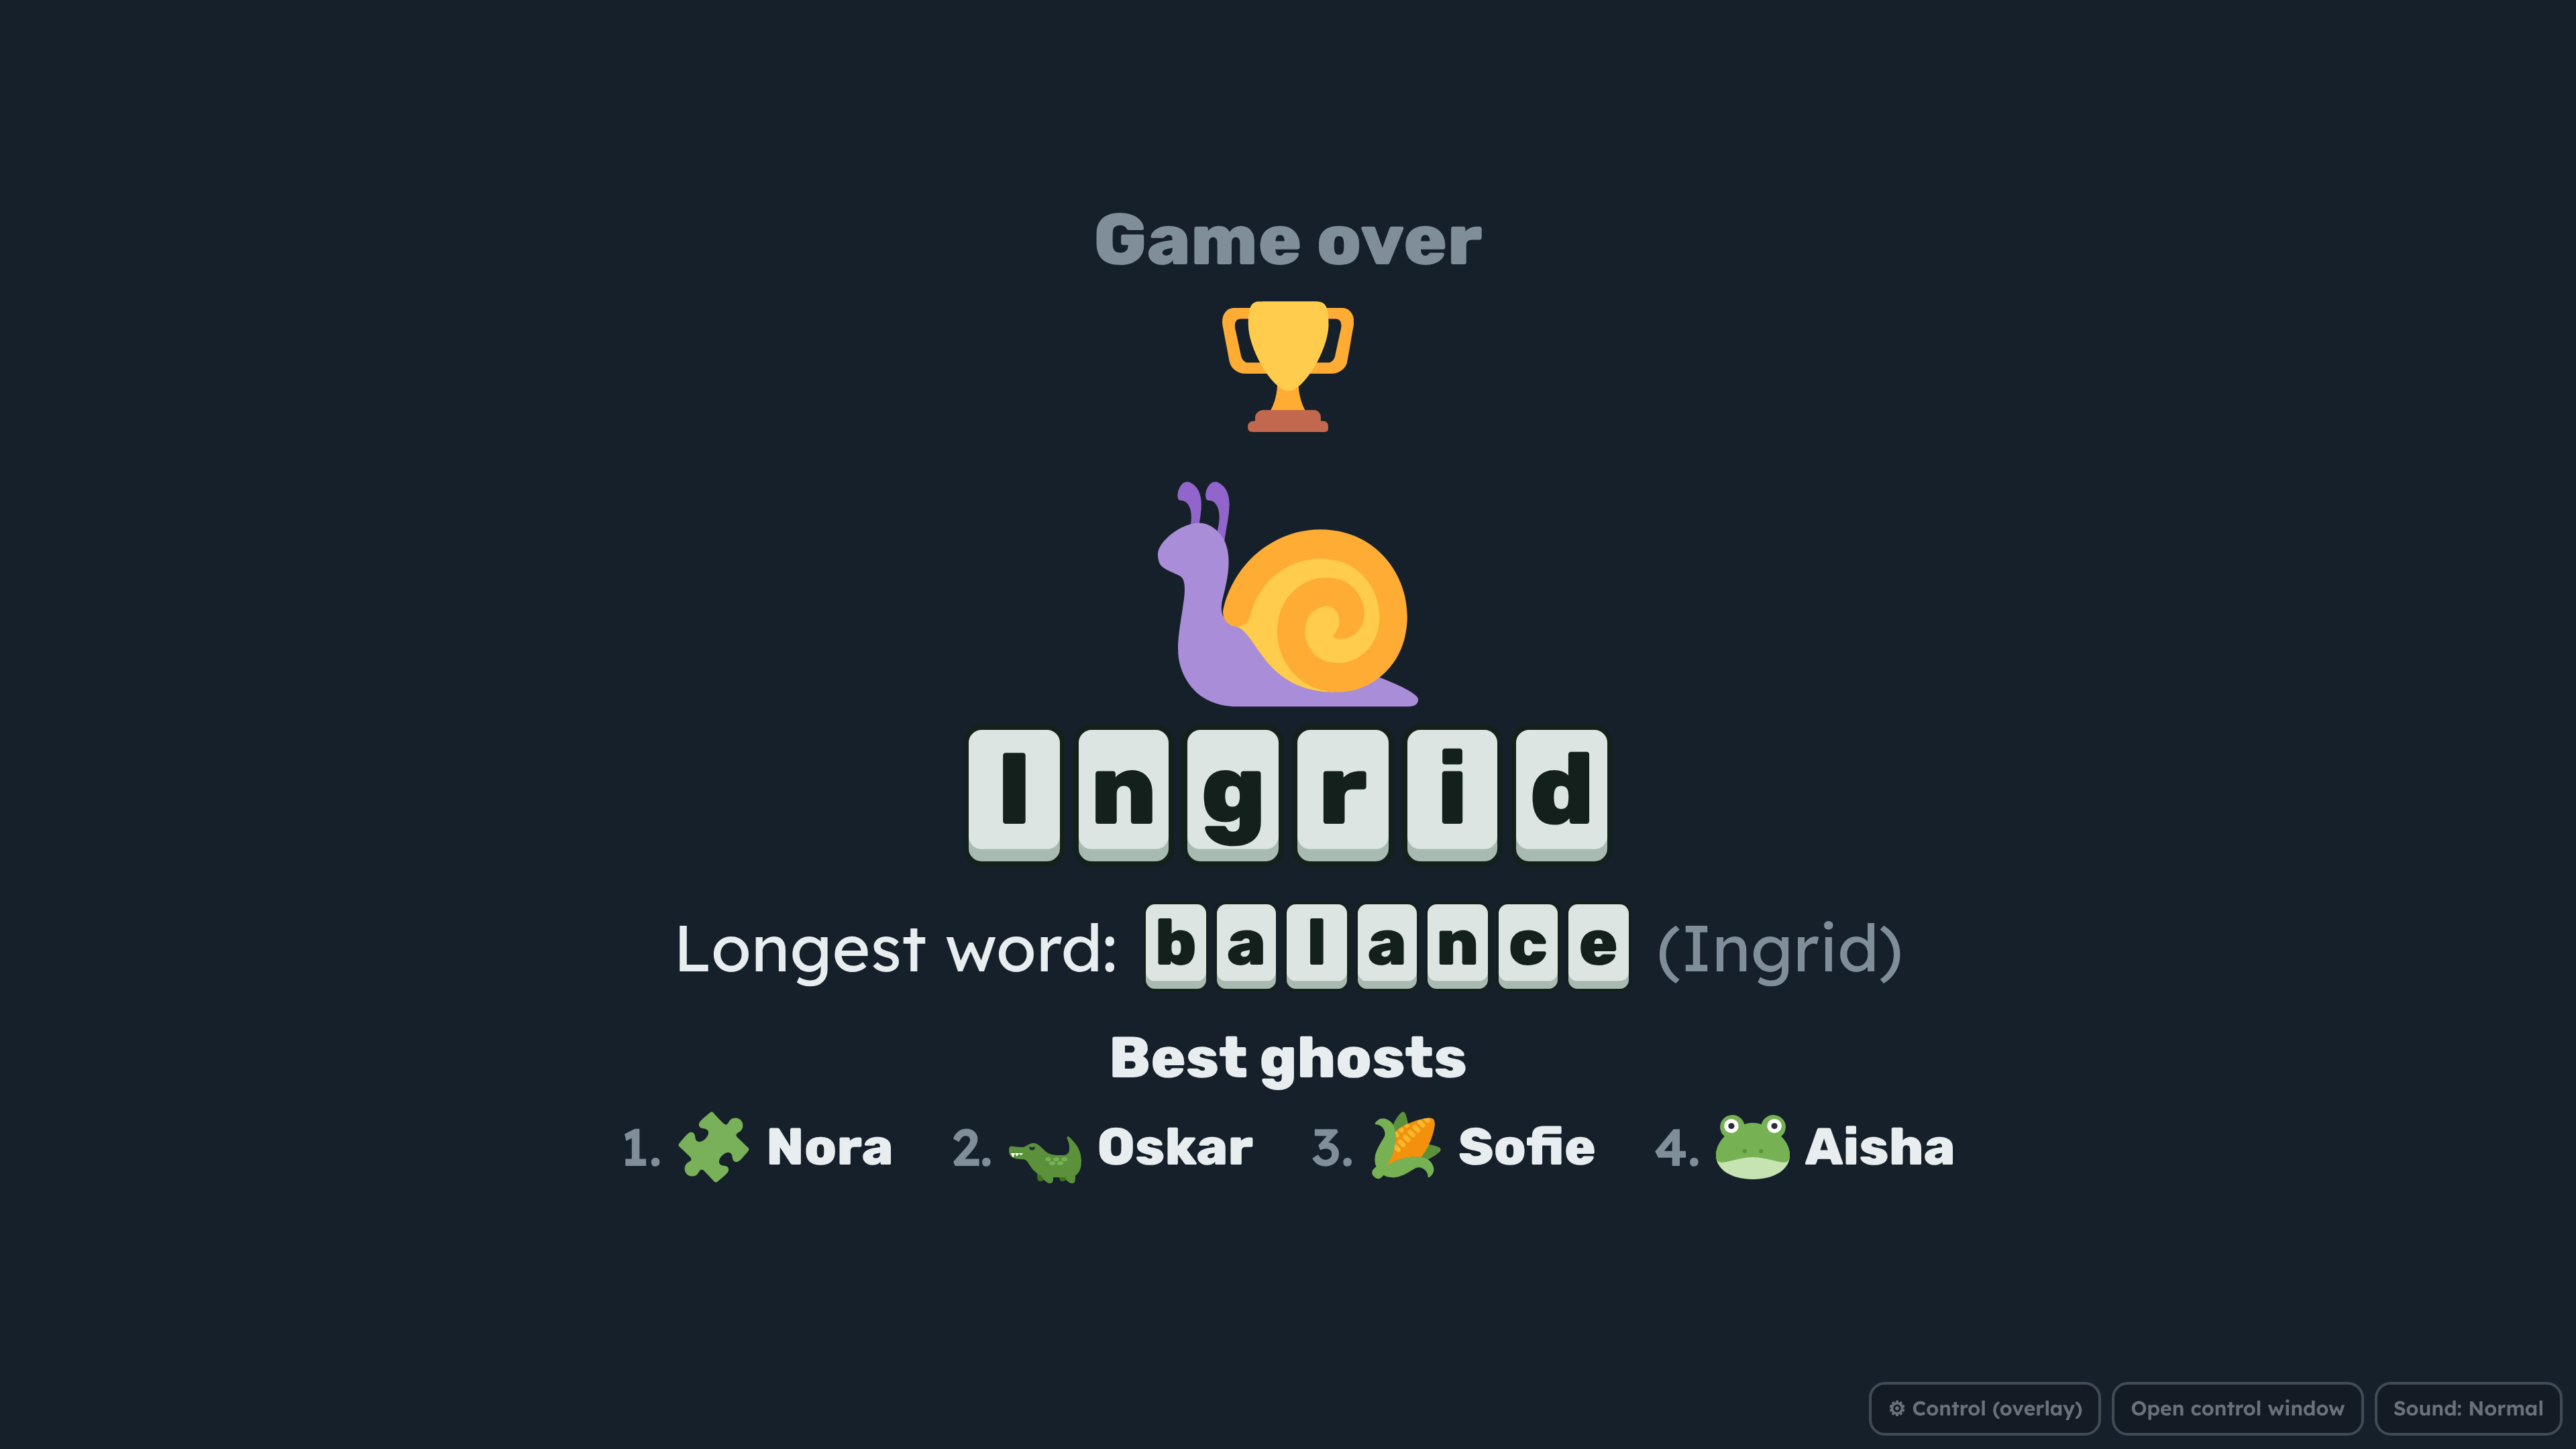 Game over
Ingrid
Longest word: balance (Ingrid)
Best ghosts
1. Nora 2. Oskar 3. Sofie 4. Aisha
⚙ Control (overlay) Open control window Sound: Normal